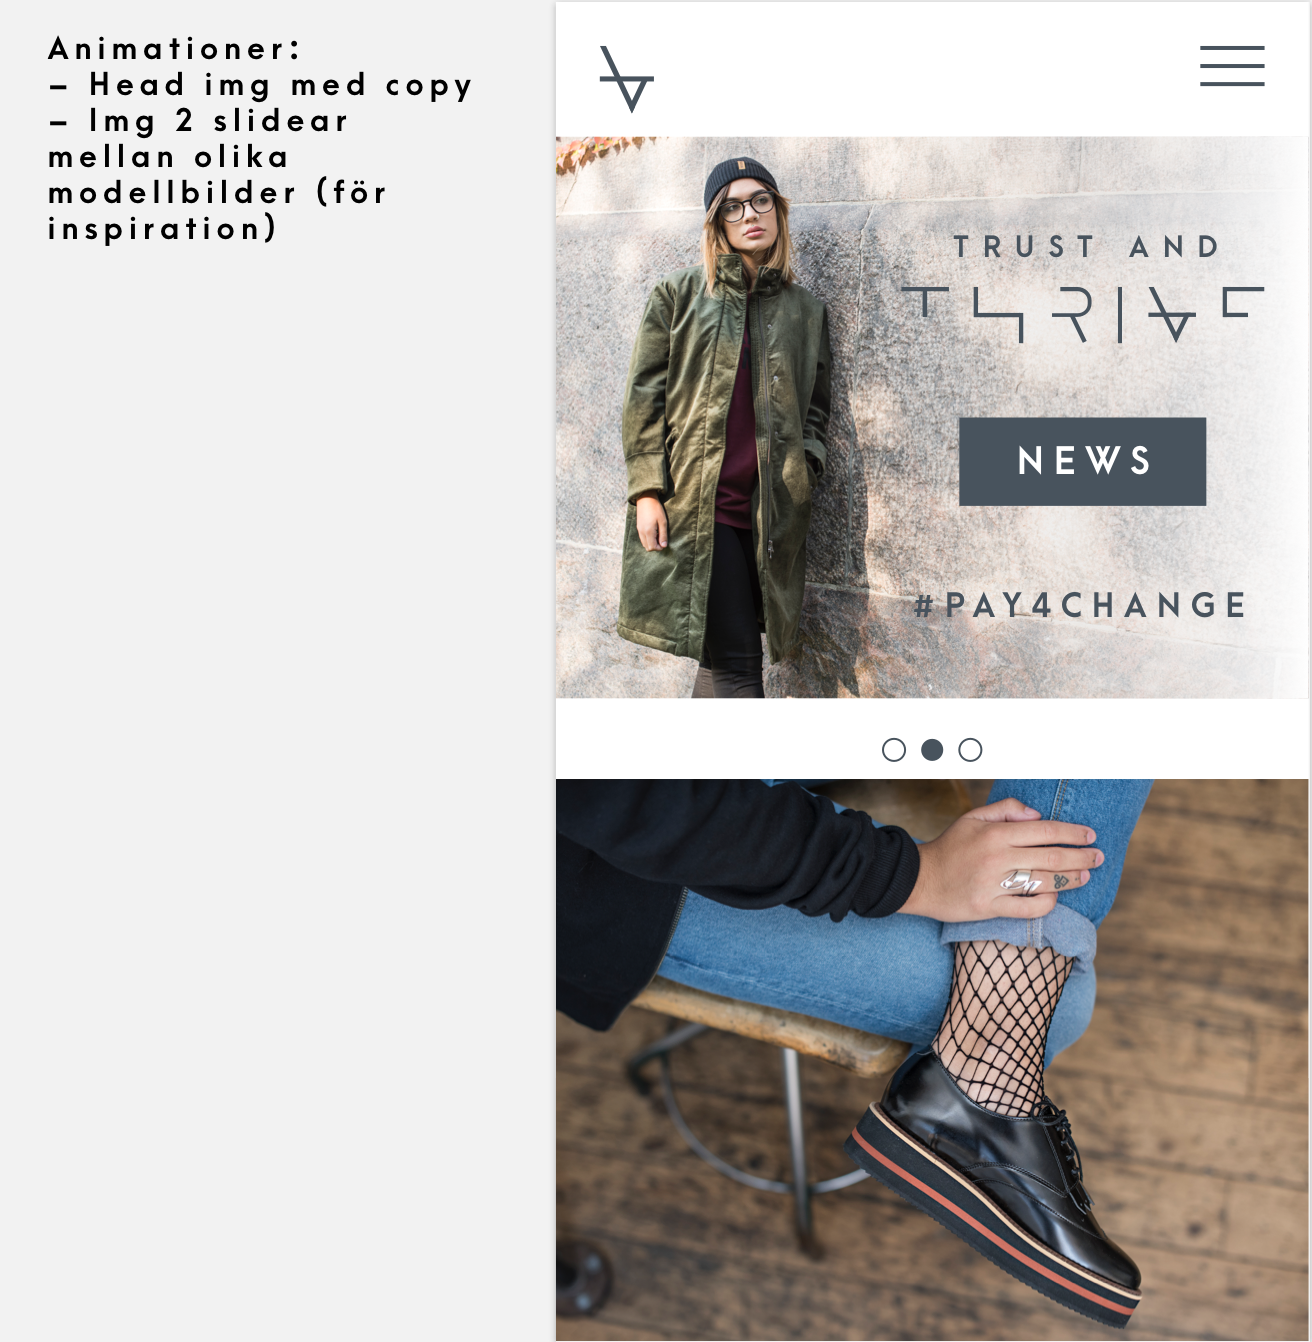 Animationer:
– Head img med copy
– Img 2 slidear
mellan olika
modellbilder (för
inspiration)
TRUST AND
THRIVE
NEWS
#PAY4CHANGE